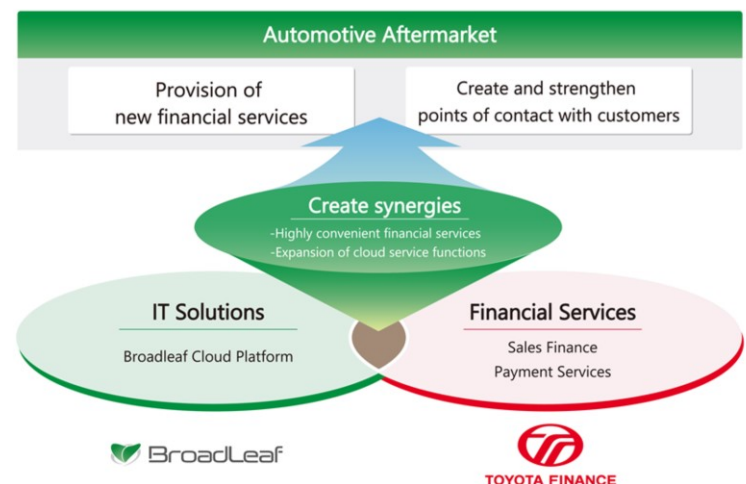 Automotive Aftermarket
Provision of
new financial services
Create and strengthen
points of contact with customers
Create synergies
-Highly convenient financial services
-Expansion of cloud service functions
IT Solutions
Broadleaf Cloud Platform
Financial Services
Sales Finance
Payment Services
BroadLeaf
TOYOTA FINANCE